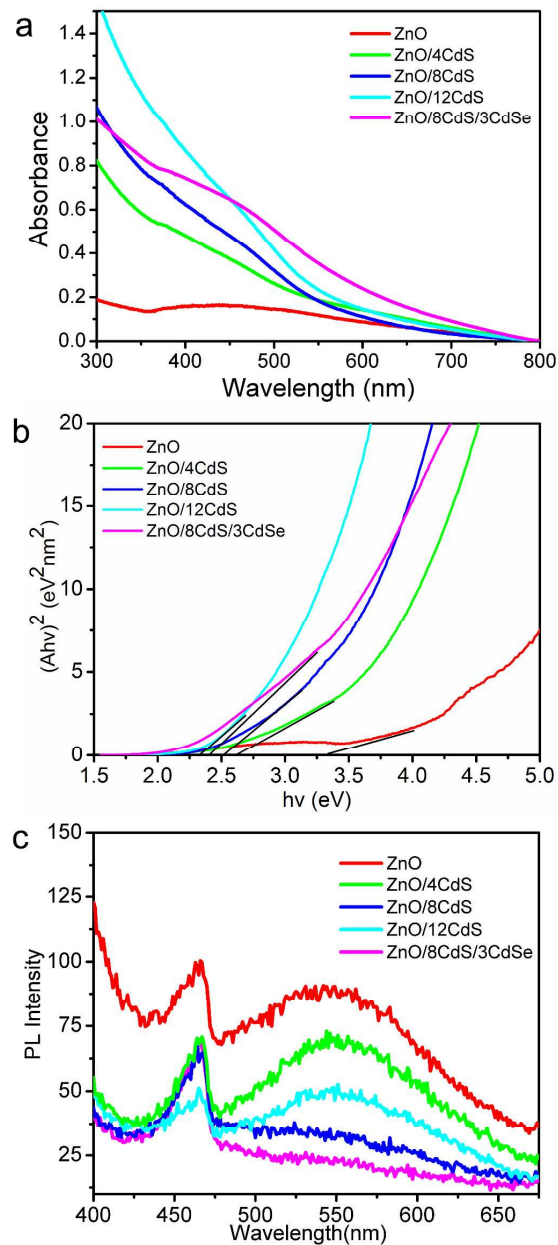 a
1.4
1.2
1.0
0.8
0.6
0.4
0.2
0.0
Absorbance
ZnO
ZnO/4CdS
ZnO/8CdS
ZnO/12CdS
ZnO/8CdS/3CdSe
300 400 500 600 700 800
Wavelength (nm)
b
20
15
10
5
0
(Ahv)2 (eV2nm2)
ZnO
ZnO/4CdS
ZnO/8CdS
ZnO/12CdS
ZnO/8CdS/3CdSe
1.5 2.0 2.5 3.0 3.5 4.0 4.5 5.0
hv (eV)
c
150
125
100
75
50
25
PL Intensity
ZnO
ZnO/4CdS
ZnO/8CdS
ZnO/12CdS
ZnO/8CdS/3CdSe
400 450 500 550 600 650
Wavelength(nm)